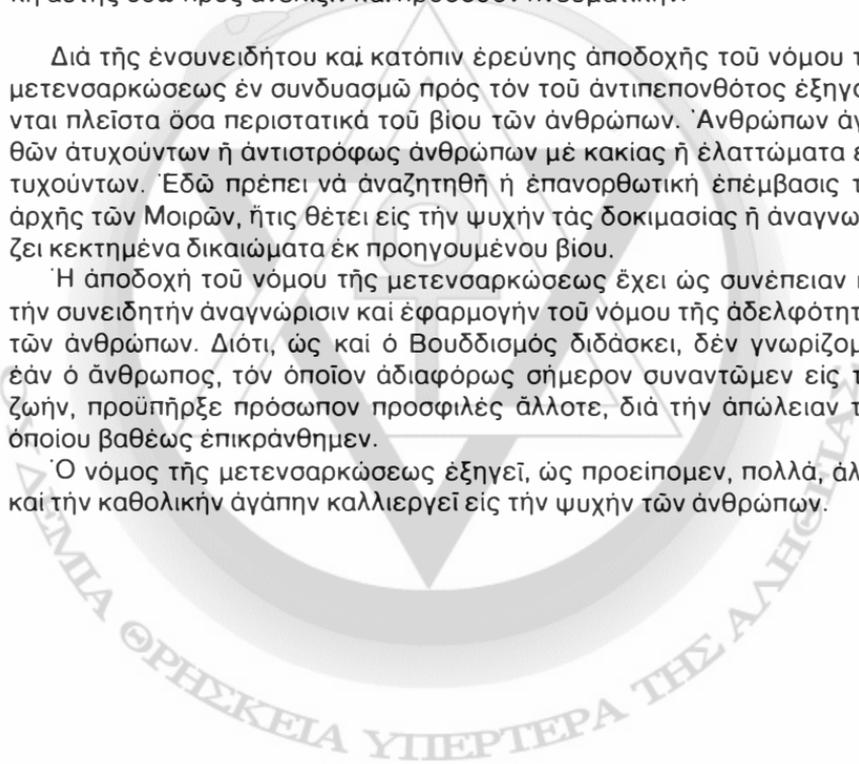 Διά τῆς ἐνσυνειδήτου καί κατόπιν ἐρεύνης ἀποδοχῆς τοῦ νόμου τ
μετενσαρκώσεως ἐν συνδυασμῶ πρός τόν τοῦ ἀντιπεπονθότος ἐξηγο
νται πλεῖστα ὅσα περιστατικά τοῦ βίου τῶν ἀνθρώπων. Ἀνθρώπων ἀγ
θῶν ἀτυχούντων ἤ ἀντιστρόφως ἀνθρώπων μέ κακίας ἤ ἐλαττώματα ε
τυχούντων. Ἐδῶ πρέπει νά ἀναζητηθῆ ἡ ἐπανορθωτική ἐπέμβασις τ
ἀρχῆς τῶν Μοιρῶν, ἥτις θέτει εἰς τήν ψυχήν τάς δοκιμασίας ἤ ἀναγνω
ζει κεκτημένα δικαιώματα ἐκ προηγουμένου βίου.
Ἡ ἀποδοχή τοῦ νόμου τῆς μετενσαρκώσεως ἔχει ὡς συνέπειαν κ
τήν συνειδητήν ἀναγνώρισιν καί ἐφαρμογήν τοῦ νόμου τῆς ἀδελφότητ
τῶν ἀνθρώπων. Διότι, ὡς καί ὁ Βουδδισμός διδάσκει, δέν γνωρίζομ
ἐάν ὁ ἄνθρωπος, τόν ὁποῖον ἀδιαφόρως σήμερον συναντῶμεν εἰς τ
ζωήν, προϋπῆρξε πρόσωπον προσφιλές ἄλλοτε, διά τήν ἀπώλειαν τ
ὁποίου βαθέως ἐπικράνθημεν.
Ὁ νόμος τῆς μετενσαρκώσεως ἐξηγεῖ, ὡς προείπομεν, πολλά, ἀλ
καί τήν καθολικήν ἀγάπην καλλιεργεῖ εἰς τήν ψυχήν τῶν ἀνθρώπων.
ΘΡΗΣΚΕΙΑ ΥΠΕΡΤΕΡΑ ΤΗΣ ΑΛΗΘΕΙΑΣ